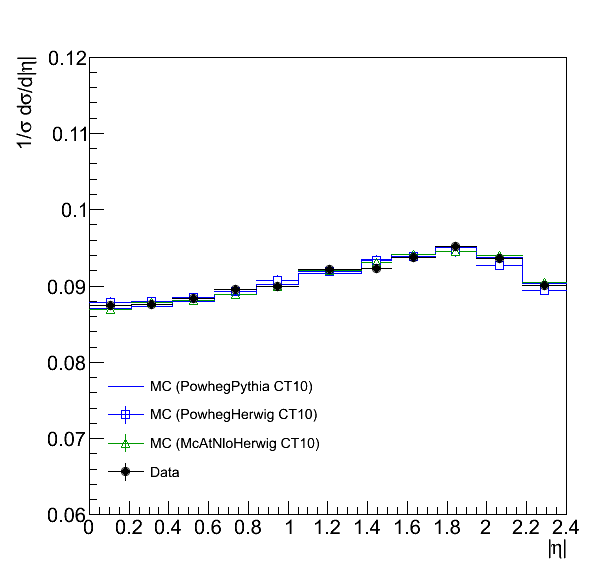 1/σ dσ/d|η|
0.12
0.11
0.1
0.09
0.08
0.07
0.06
MC (PowhegPythia CT10)
MC (PowhegHerwig CT10)
MC (McAtNloHerwig CT10)
Data
0 0.2 0.4 0.6 0.8 1 1.2 1.4 1.6 1.8 2 2.2 2.4
|η|